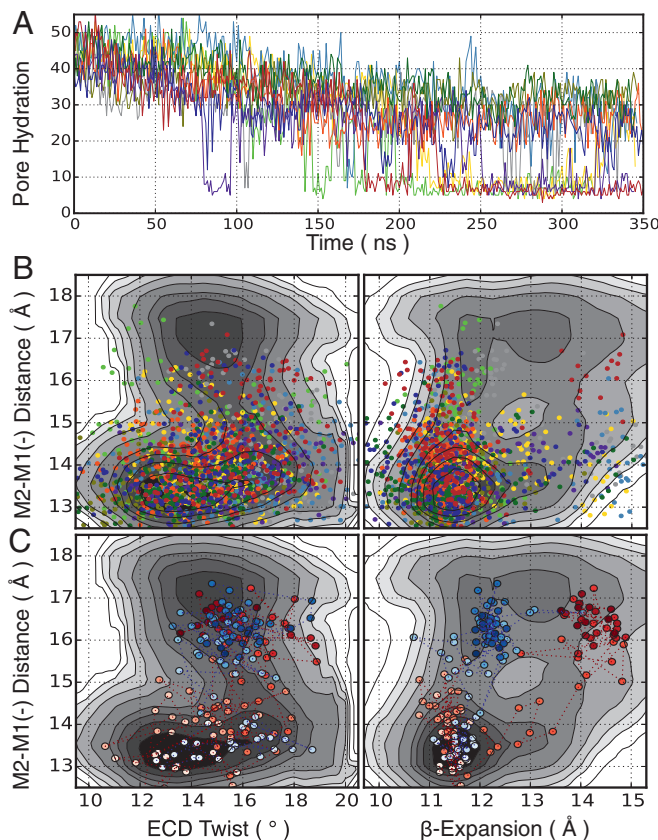 A
Pore Hydration
50
40
30
20
10
0
0 50 100 150 200 250 300 350
Time ( ns )
B
M2-M1(-) Distance ( Å )
18
17
16
15
14
13
C
M2-M1(-) Distance ( Å )
18
17
16
15
14
13
10 12 14 16 18 20
10 11 12 13 14 15
ECD Twist ( ° )
β-Expansion ( Å )